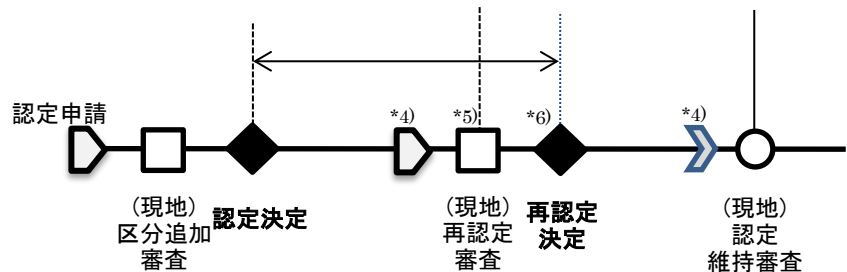 認定申請
*4)
*5)
*6)
*4)
(現地)
区分追加
審査
認定決定
(現地)
再認定
審査
再認定
決定
(現地)
認定
維持審査